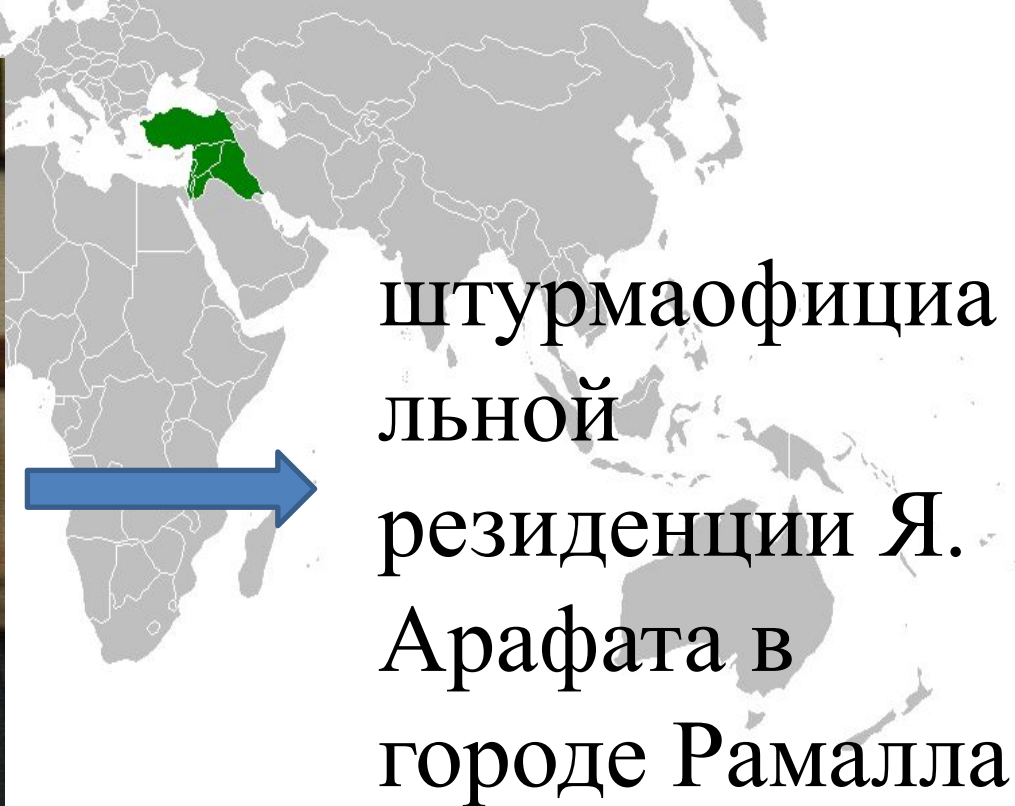 штурмаофициа
льной
резиденции Я.
Арафата в
городе Рамалла